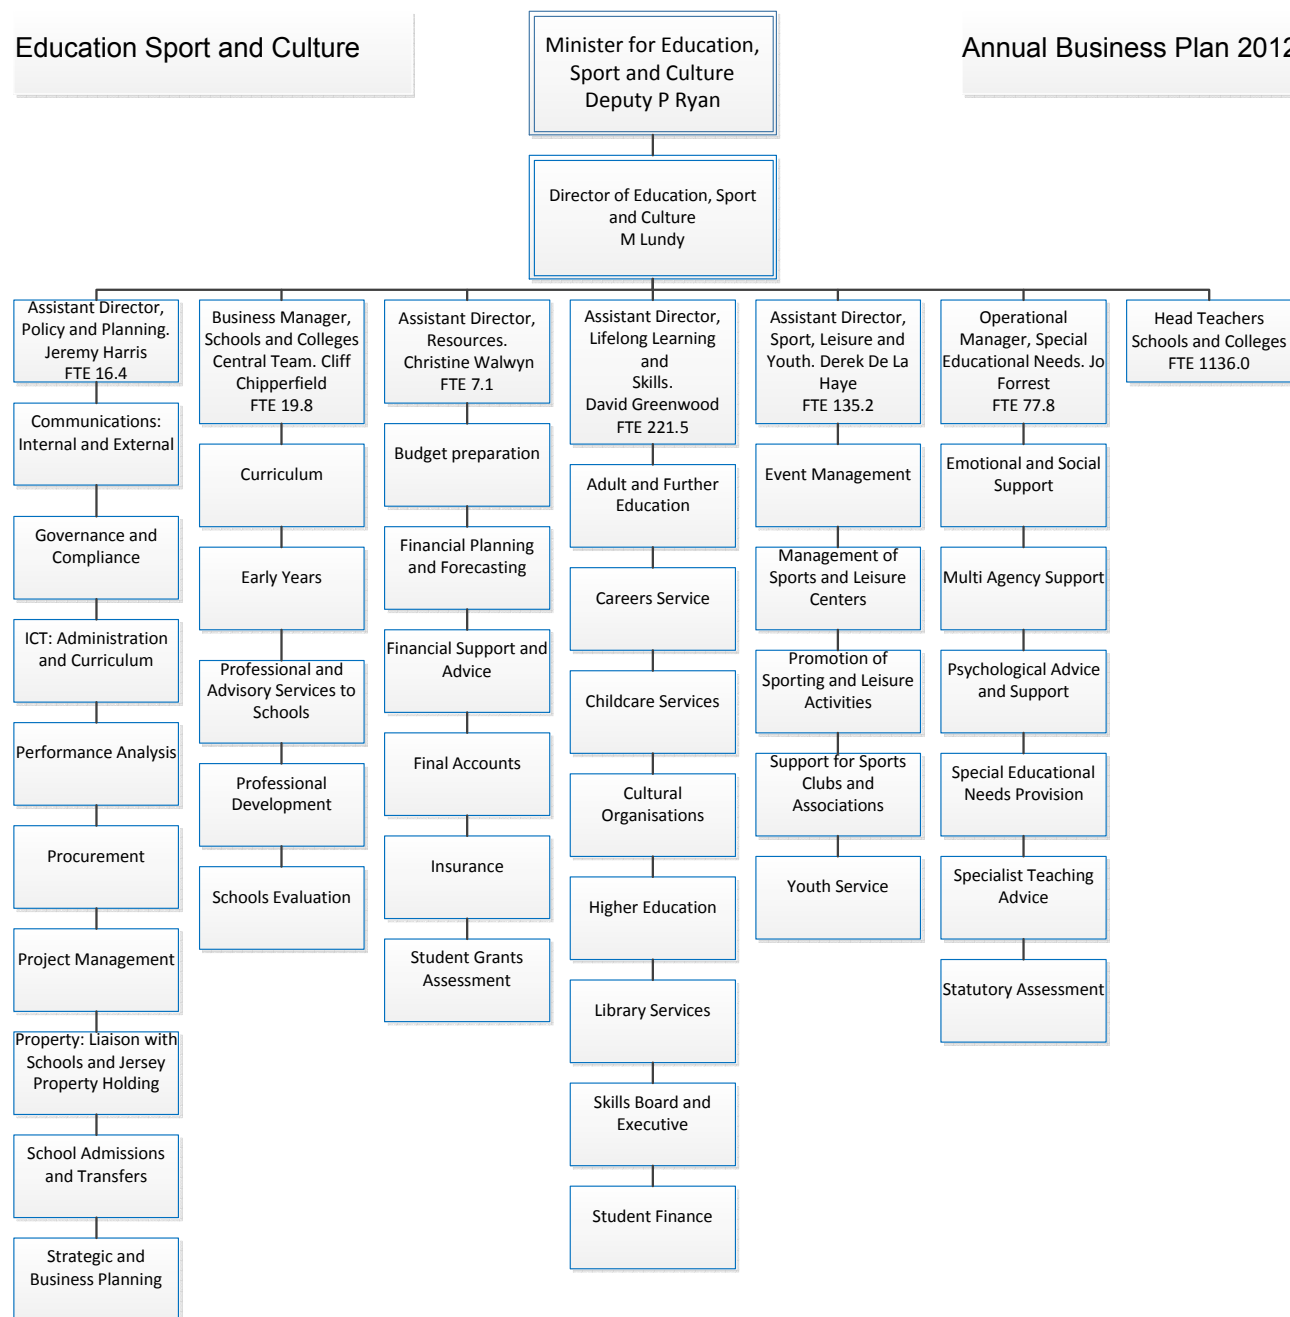 Education Sport and Culture
Minister for Education,
Sport and Culture
Deputy P Ryan
Annual Business Plan 2012
Director of Education, Sport
and Culture
M Lundy
Assistant Director,
Policy and Planning.
Jeremy Harris
FTE 16.4
Communications:
Internal and External
Governance and
Compliance
ICT: Administration
and Curriculum
Performance Analysis
Procurement
Project Management
Property: Liaison with
Schools and Jersey
Property Holding
School Admissions
and Transfers
Strategic and
Business Planning
Business Manager,
Schools and Colleges
Central Team. Cliff
Chipperfield
FTE 19.8
Curriculum
Early Years
Professional and
Advisory Services to
Schools
Professional
Development
Schools Evaluation
Assistant Director,
Resources.
Christine Walwyn
FTE 7.1
Budget preparation
Financial Planning
and Forecasting
Financial Support and
Advice
Final Accounts
Insurance
Student Grants
Assessment
Assistant Director,
Lifelong Learning
and
Skills.
David Greenwood
FTE 221.5
Adult and Further
Education
Careers Service
Childcare Services
Cultural
Organisations
Higher Education
Library Services
Skills Board and
Executive
Student Finance
Assistant Director,
Sport, Leisure and
Youth. Derek De La
Haye
FTE 135.2
Event Management
Management of
Sports and Leisure
Centers
Promotion of
Sporting and Leisure
Activities
Support for Sports
Clubs and
Associations
Youth Service
Operational
Manager, Special
Educational Needs. Jo
Forrest
FTE 77.8
Emotional and Social
Support
Multi Agency Support
Psychological Advice
and Support
Special Educational
Needs Provision
Specialist Teaching
Advice
Statutory Assessment
Head Teachers
Schools and Colleges
FTE 1136.0